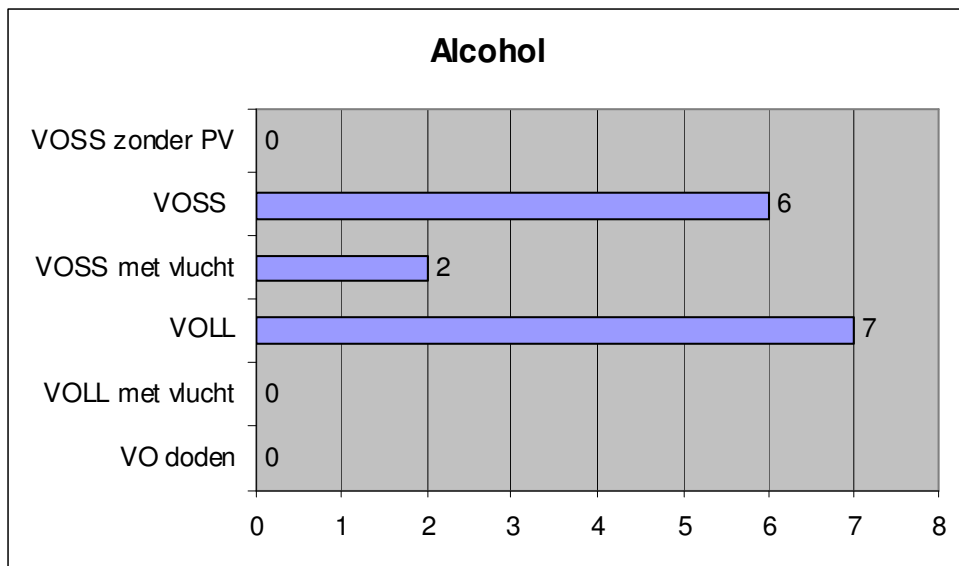 Alcohol
VOSS zonder PV 0
VOSS 6
VOSS met vlucht 2
VOLL 7
VOLL met vlucht 0
VO doden 0
0 1 2 3 4 5 6 7 8